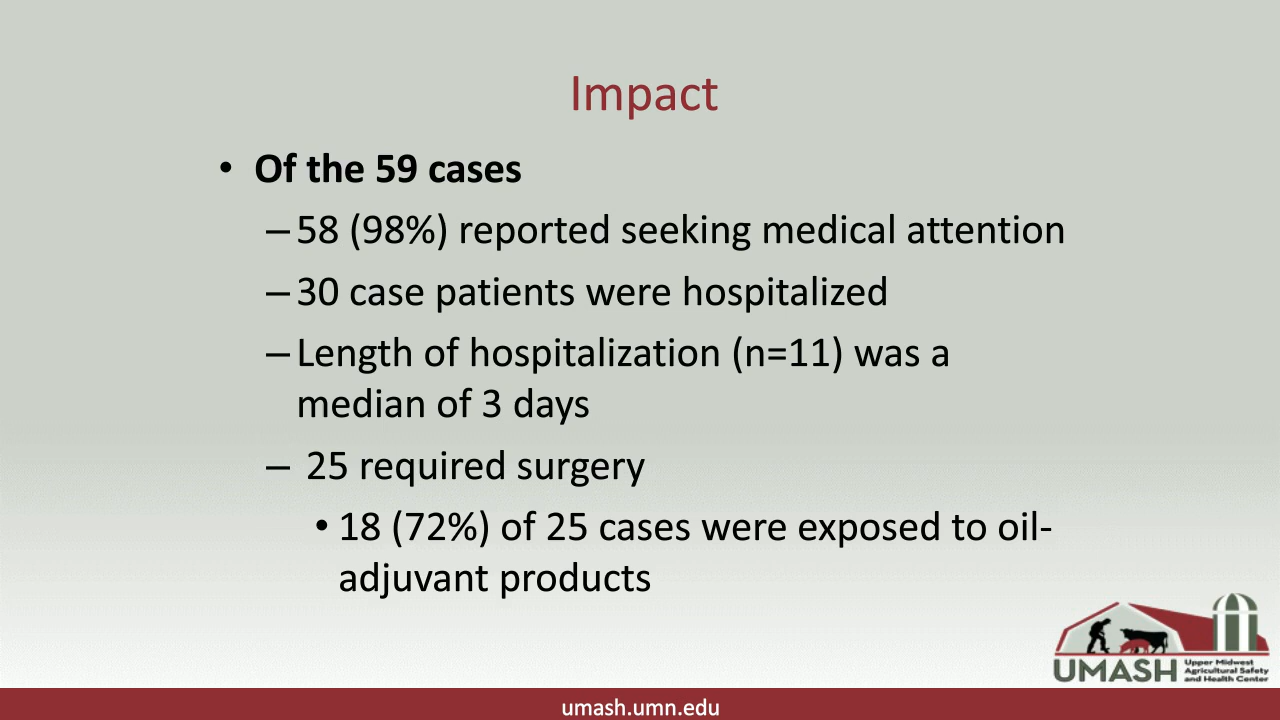 Impact
• Of the 59 cases
– 58 (98%) reported seeking medical attention
– 30 case patients were hospitalized
– Length of hospitalization (n=11) was a
median of 3 days
– 25 required surgery
• 18 (72%) of 25 cases were exposed to oil-
adjuvant products
UMASH
Upper Midwest
Agricultural Safety
and Health Center
umash.umn.edu